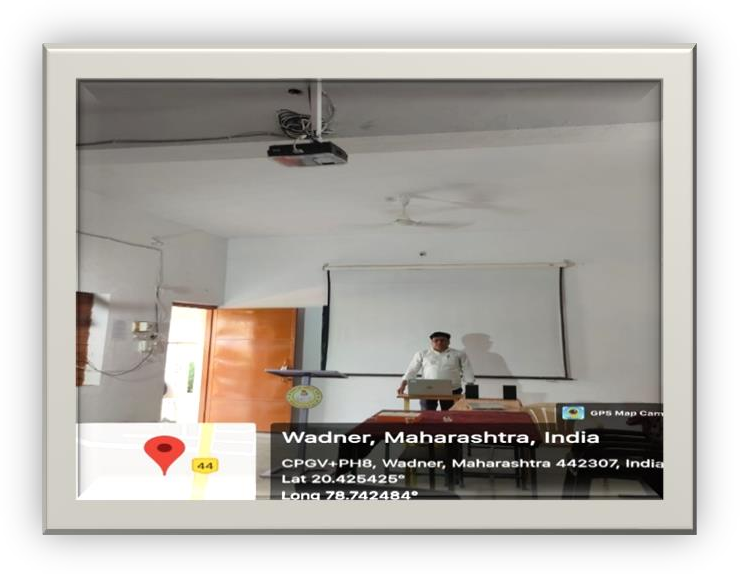 GPS Map Cam
44
Wadner, Maharashtra, India
CPGV+PH8, Wadner, Maharashtra 442307, India
Lat 20.425425°
Long 78.742484°